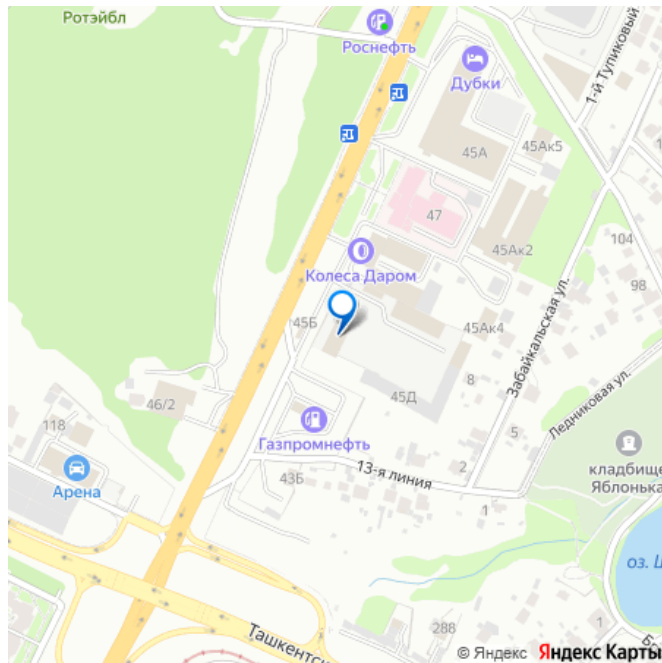 Ротэйбл
Роснефть
Дубки
1-й Тупиковый
45А
45Ак5
47
45Ак2
104
Колеса Даром
98
45Б
45Ак4
Забайкальская ул.
8
46/2
45Д
Ледниковая ул.
118
Газпромнефть
5
кладбище
Яблонька
Арена
43Б
13-я линия
2
1
оз. Ш
288
1
Ташкентск
© Яндекс Яндекс Карты